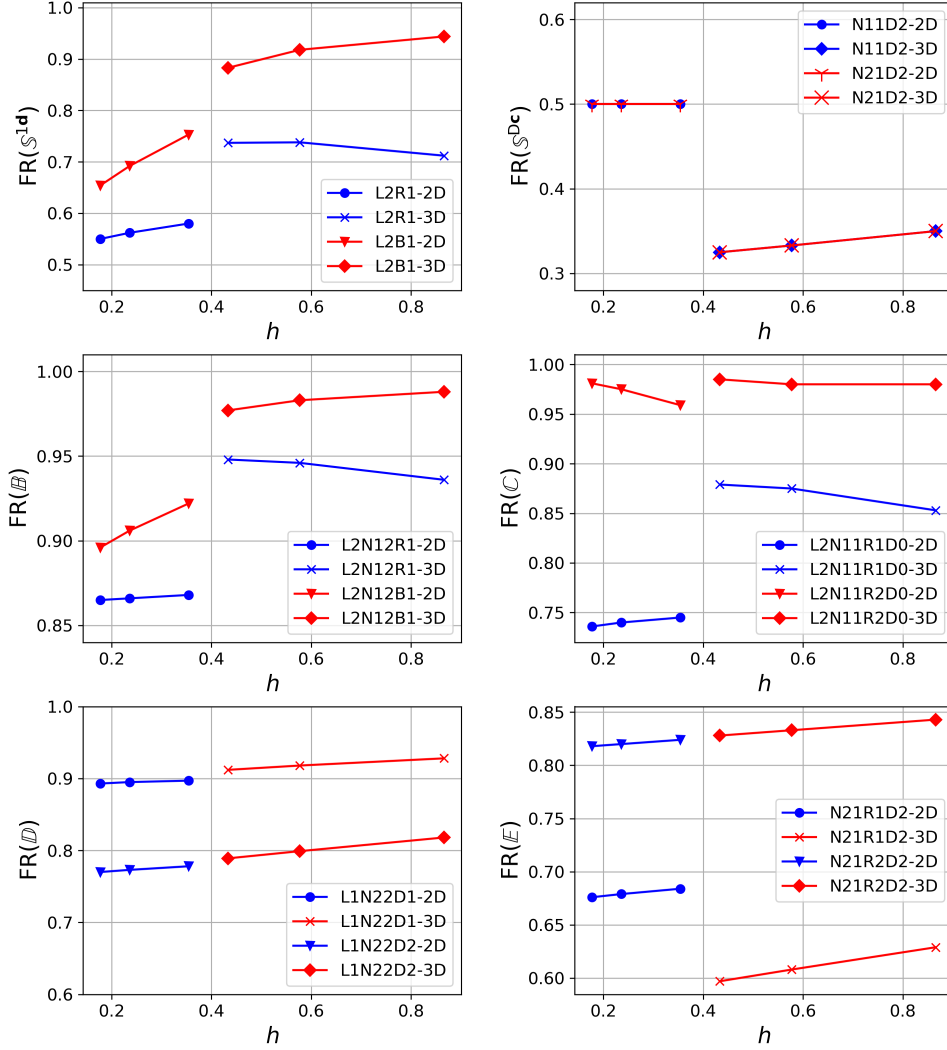 1.0
0.9
0.8
0.7
0.6
0.5
FR(𝕊¹ᵈ)
L2R1-2D
L2R1-3D
L2B1-2D
L2B1-3D
0.2 0.4 0.6 0.8
h
0.6
0.5
0.4
0.3
FR(𝕊ᴰᶜ)
N11D2-2D
N11D2-3D
N21D2-2D
N21D2-3D
0.2 0.4 0.6 0.8
h
1.00
0.95
0.90
0.85
FR(𝔹)
L2N12R1-2D
L2N12R1-3D
L2N12B1-2D
L2N12B1-3D
0.2 0.4 0.6 0.8
h
1.00
0.95
0.90
0.85
0.80
0.75
FR(ℂ)
L2N11R1D0-2D
L2N11R1D0-3D
L2N11R2D0-2D
L2N11R2D0-3D
0.2 0.4 0.6 0.8
h
1.0
0.9
0.8
0.7
0.6
FR(𝔻)
L1N22D1-2D
L1N22D1-3D
L1N22D2-2D
L1N22D2-3D
0.2 0.4 0.6 0.8
h
0.85
0.80
0.75
0.70
0.65
0.60
FR(𝔼)
N21R1D2-2D
N21R1D2-3D
N21R2D2-2D
N21R2D2-3D
0.2 0.4 0.6 0.8
h